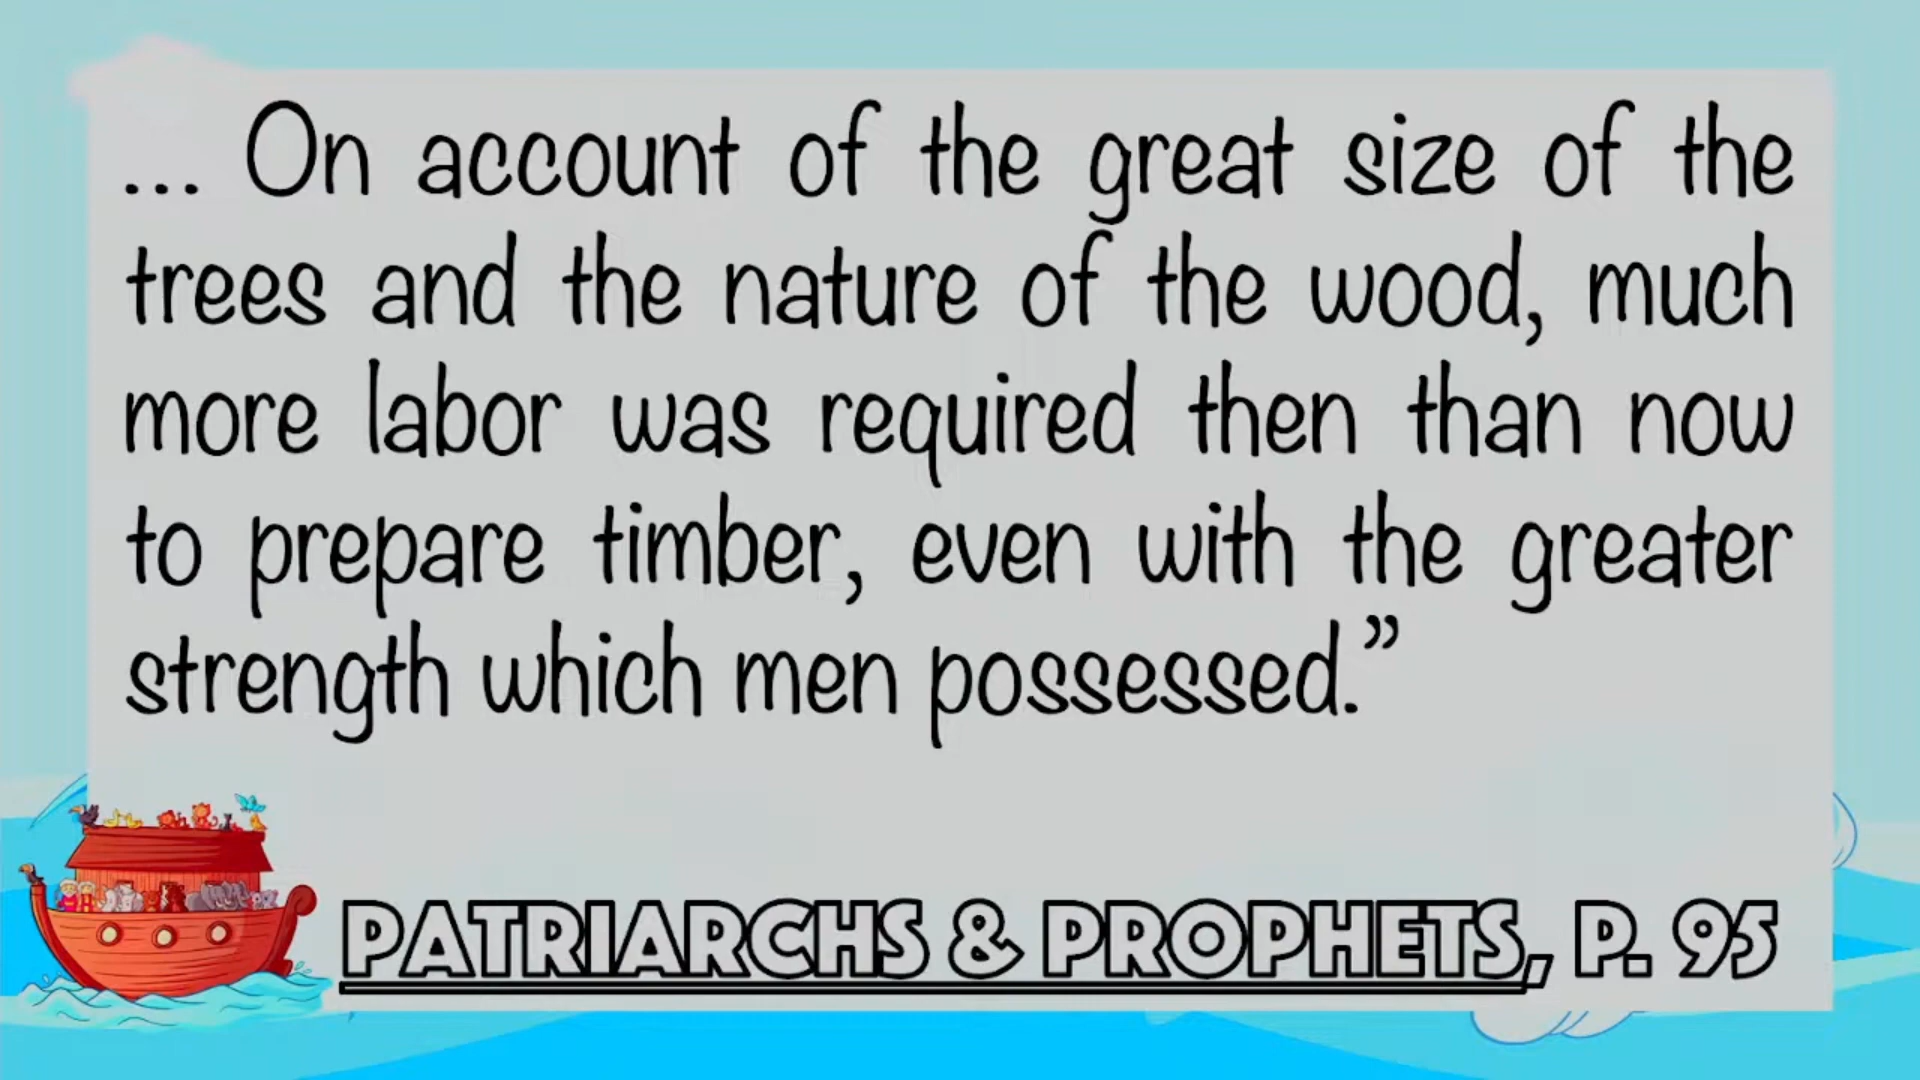 ... On account of the great size of the
trees and the nature of the wood, much
more labor was required then than now
to prepare timber, even with the greater
strength which men possessed.”
PATRIARCHS & PROPHETS, P. 95